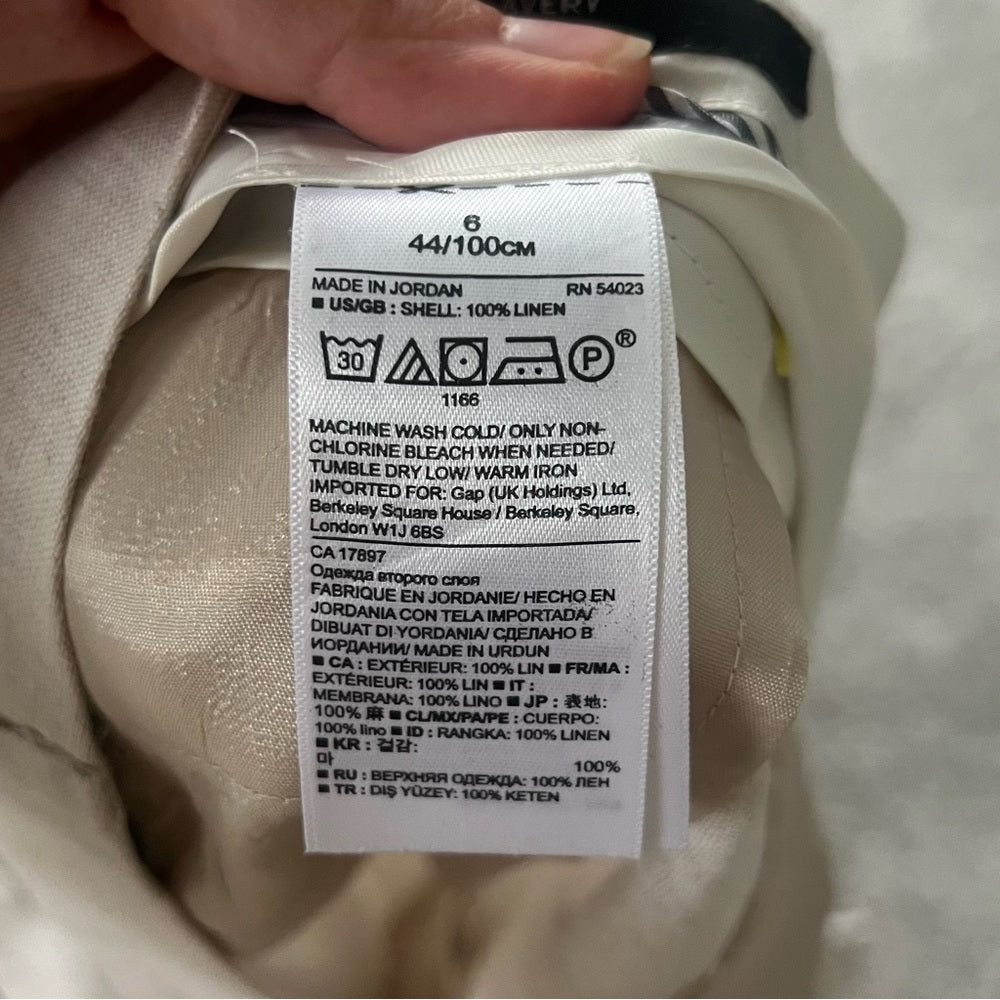 AVERY
6
44/100CM
MADE IN JORDAN RN 54023
■ US/GB : SHELL: 100% LINEN
30 P ®
1166
MACHINE WASH COLD/ ONLY NON-
CHLORINE BLEACH WHEN NEEDED/
TUMBLE DRY LOW/ WARM IRON
IMPORTED FOR: Gap (UK Holdings) Ltd,
Berkeley Square House / Berkeley Square,
London W1J 6BS
CA 17897
Одежда второго слоя
FABRIQUE EN JORDANIE/ HECHO EN
JORDANIA CON TELA IMPORTADA/
DIBUAT DI YORDANIA/ СДЕЛАНО В
ИОРДАНИИ/ MADE IN URDUN
■ CA : EXTÉRIEUR: 100% LIN ■ FR/MA :
EXTÉRIEUR: 100% LIN ■ IT :
MEMBRANA: 100% LINO ■ JP : 表地:
100% 麻 ■ CL/MX/PA/PE : CUERPO:
100% lino ■ ID : RANGKA: 100% LINEN
■ KR : 겉감:
마 100%
■ RU : ВЕРХНЯЯ ОДЕЖДА: 100% ЛЕН
■ TR : DIŞ YÜZEY: 100% KETEN